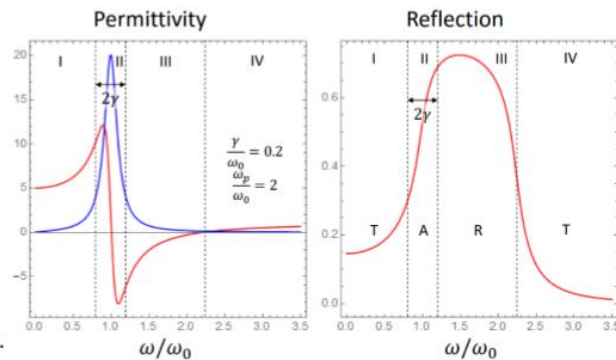 Permittivity
Reflection
20
15
10
5
0
−5
I
II
III
IV
2γ
γ/ω₀ = 0.2
ωₚ/ω₀ = 2
0.0 0.5 1.0 1.5 2.0 2.5 3.0 3.5
ω/ω₀
0.6
0.4
0.2
0.0
I
II
III
IV
2γ
T
A
R
T
0.0 0.5 1.0 1.5 2.0 2.5 3.0 3.5
ω/ω₀
.